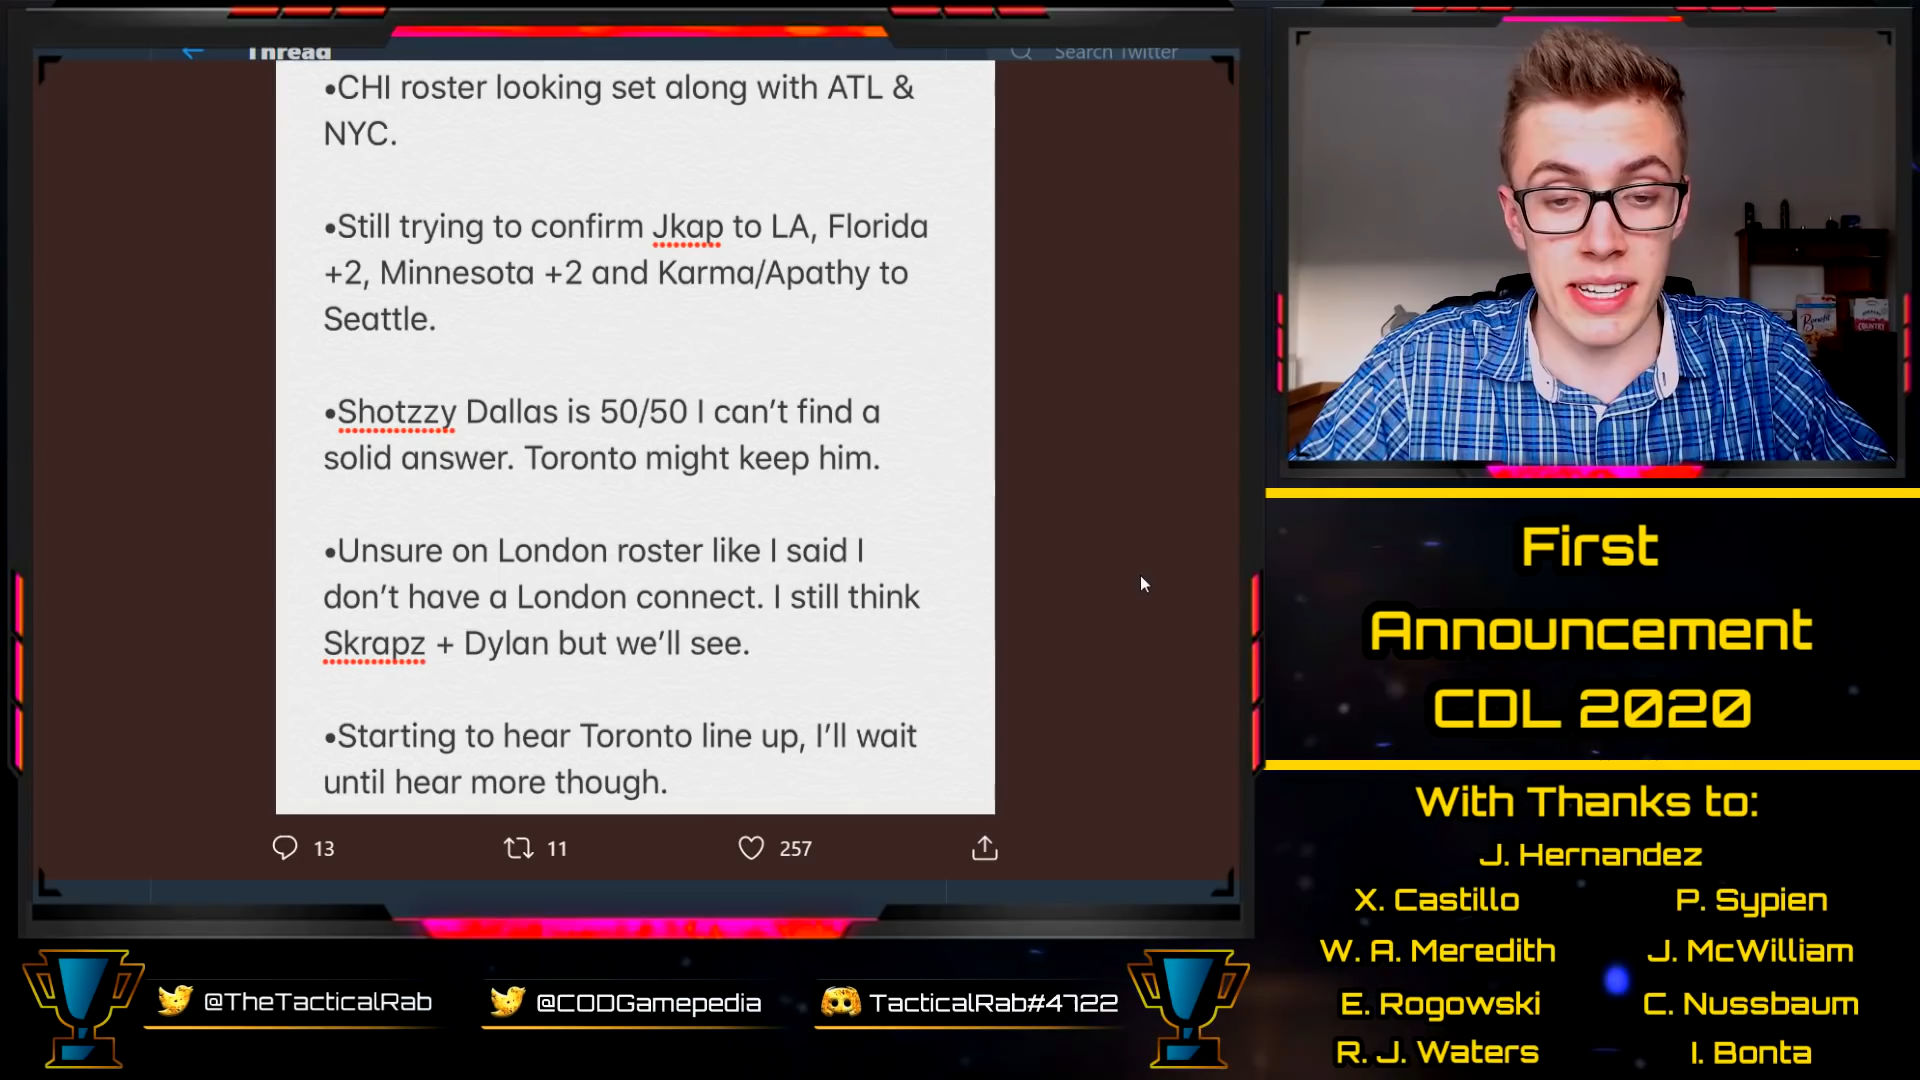 Thread
Search Twitter
•CHI roster looking set along with ATL &
NYC.
•Still trying to confirm Jkap to LA, Florida
+2, Minnesota +2 and Karma/Apathy to
Seattle.
•Shotzzy Dallas is 50/50 I can't find a
solid answer. Toronto might keep him.
•Unsure on London roster like I said I
don't have a London connect. I still think
Skrapz + Dylan but we'll see.
•Starting to hear Toronto line up, I'll wait
until hear more though.
13
11
257
First
Announcement
CDL 2020
With Thanks to:
J. Hernandez
X. Castillo
P. Sypien
W. A. Meredith
J. McWilliam
E. Rogowski
C. Nussbaum
R. J. Waters
I. Bonta
@TheTacticalRab
@CODGamepedia
TacticalRab#4722